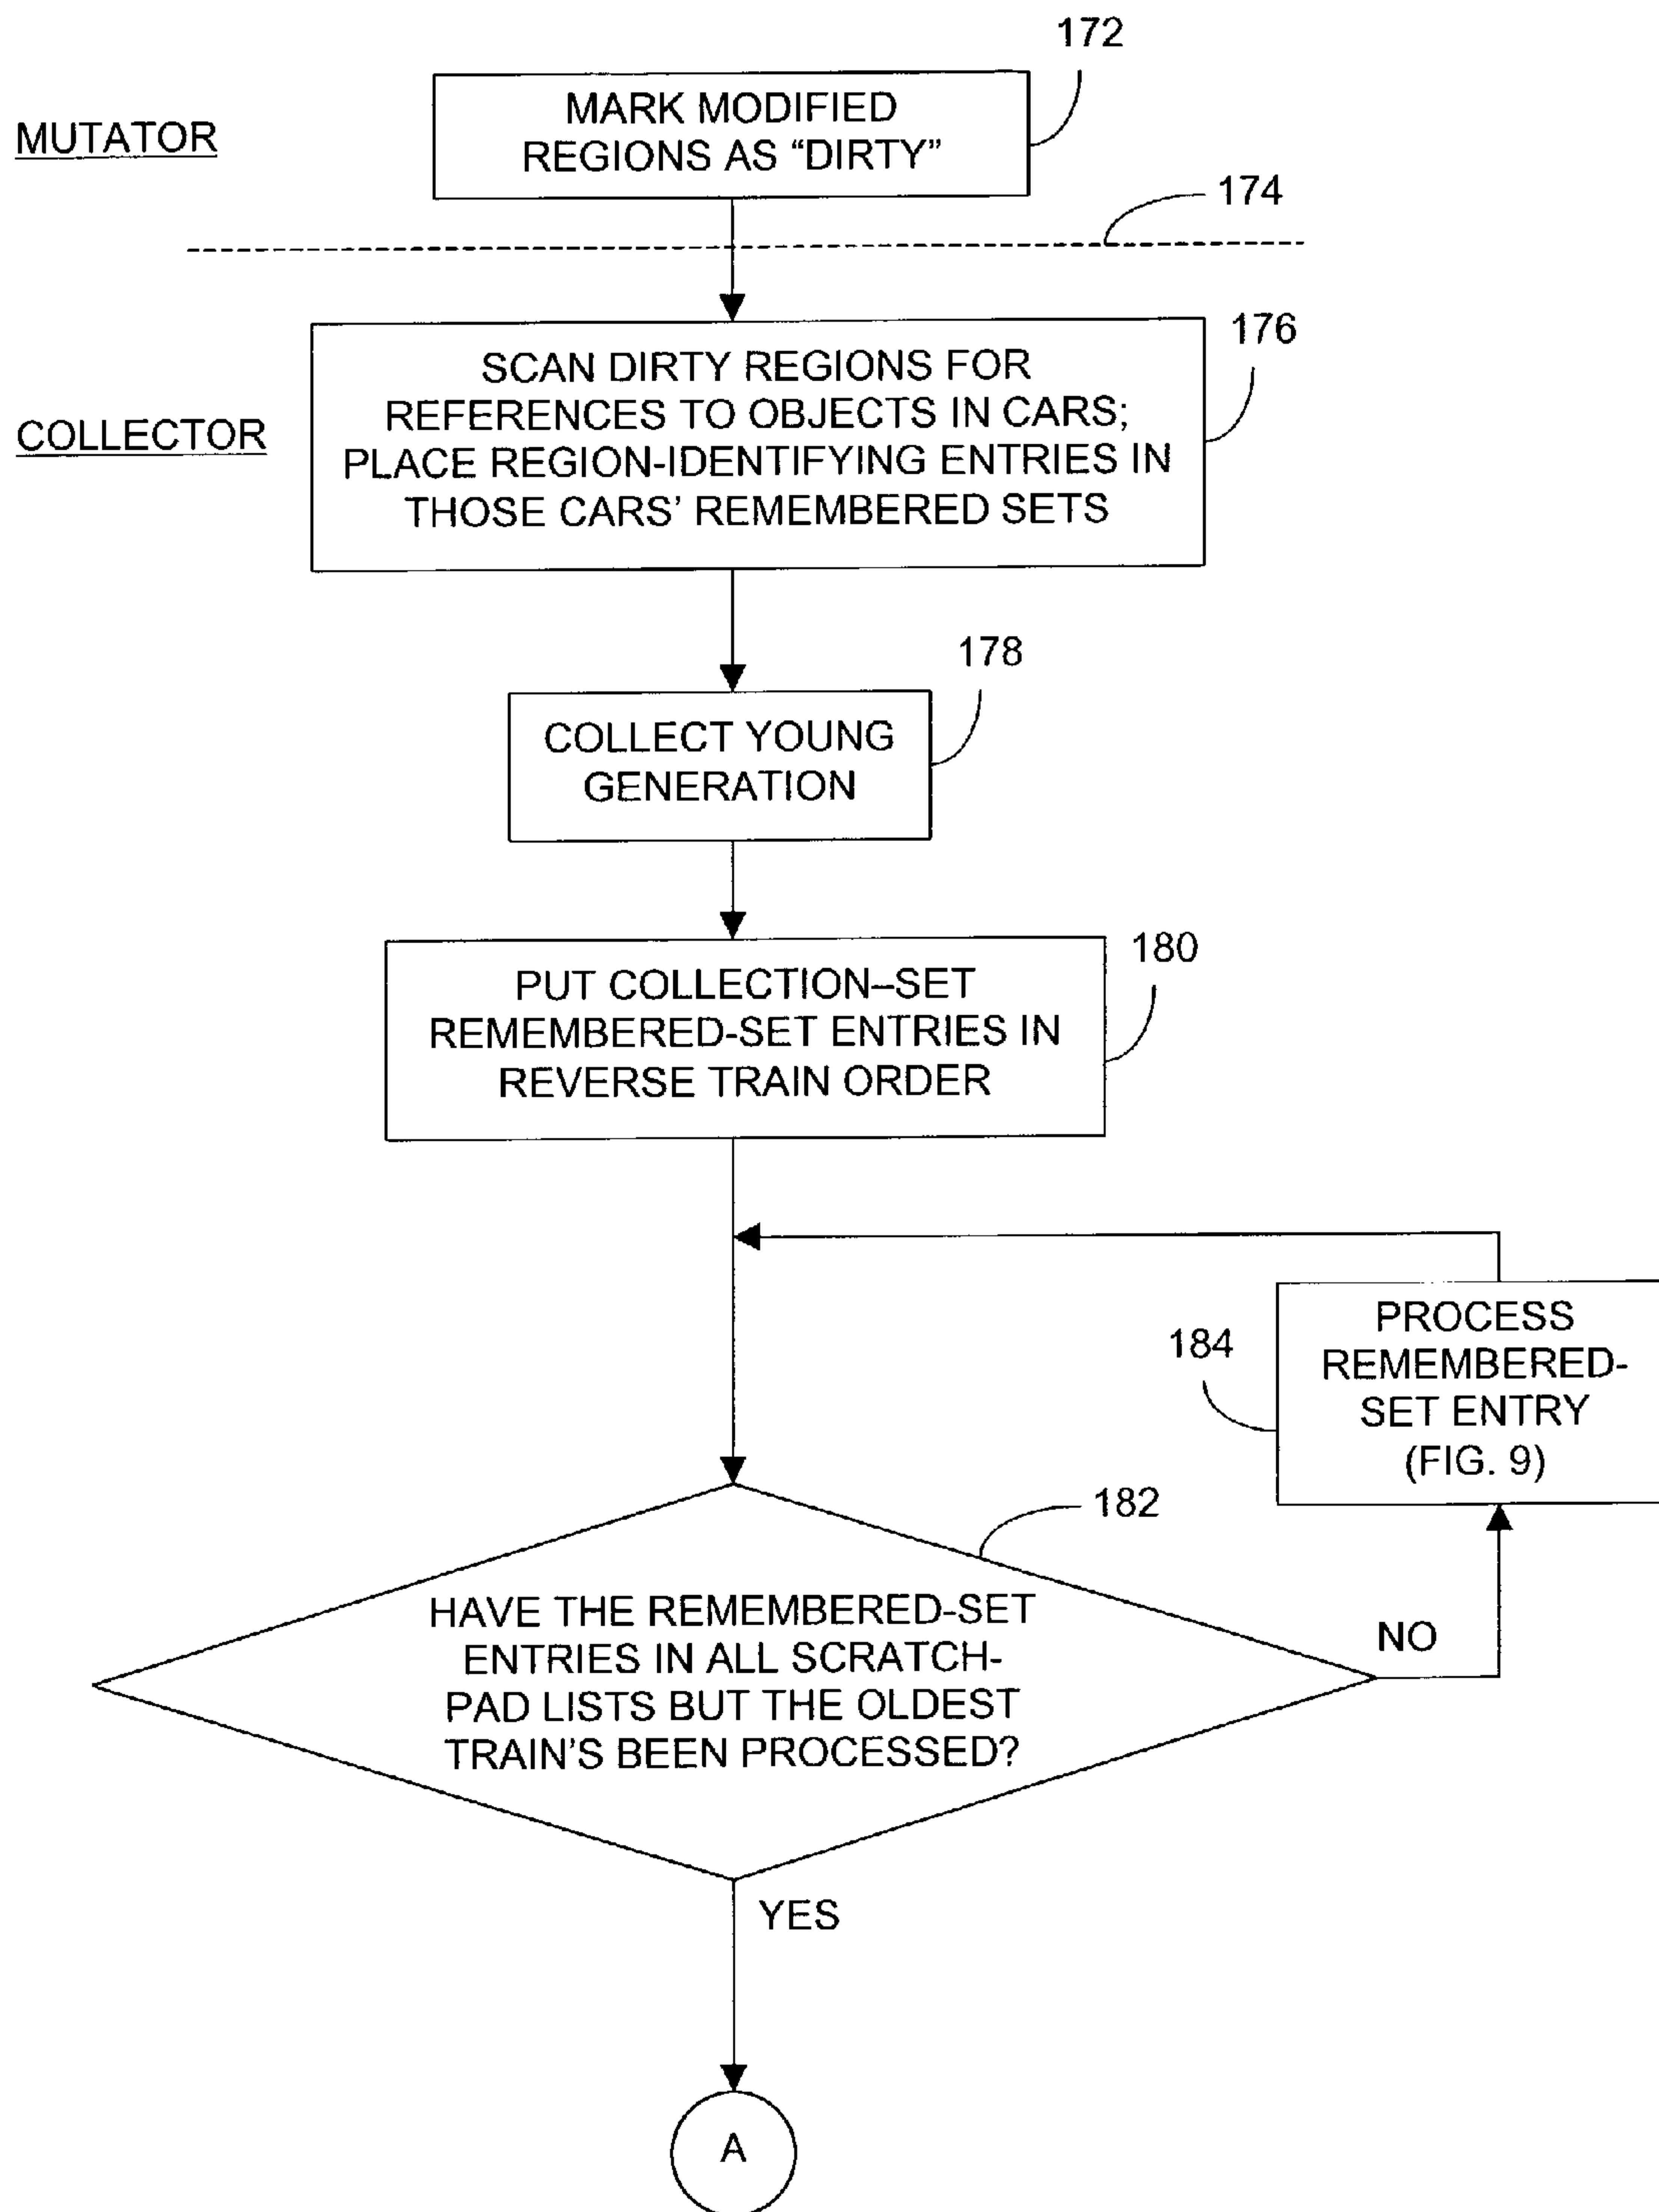 172
MUTATOR
MARK MODIFIED
REGIONS AS “DIRTY”
174
176
COLLECTOR
SCAN DIRTY REGIONS FOR
REFERENCES TO OBJECTS IN CARS;
PLACE REGION-IDENTIFYING ENTRIES IN
THOSE CARS’ REMEMBERED SETS
178
COLLECT YOUNG
GENERATION
180
PUT COLLECTION–SET
REMEMBERED-SET ENTRIES IN
REVERSE TRAIN ORDER
184
PROCESS
REMEMBERED-
SET ENTRY
(FIG. 9)
182
HAVE THE REMEMBERED-SET
ENTRIES IN ALL SCRATCH-
PAD LISTS BUT THE OLDEST
TRAIN’S BEEN PROCESSED?
NO
YES
A